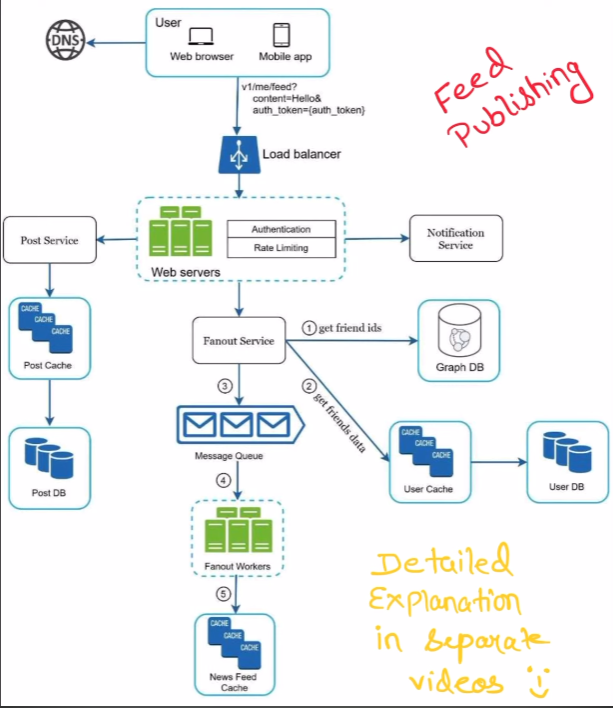 User
DNS
Web browser
Mobile app
v1/me/feed?
content=Hello&
auth_token={auth_token}
Feed
Publishing
Load balancer
Authentication
Rate Limiting
Web servers
Post Service
Notification
Service
CACHE
CACHE
CACHE
Post Cache
Fanout Service
1 get friend ids
Graph DB
2 get friends data
3
Message Queue
Post DB
CACHE
CACHE
CACHE
User Cache
User DB
4
Fanout Workers
5
CACHE
CACHE
CACHE
News Feed
Cache
Detailed
Explanation
in separate
videos